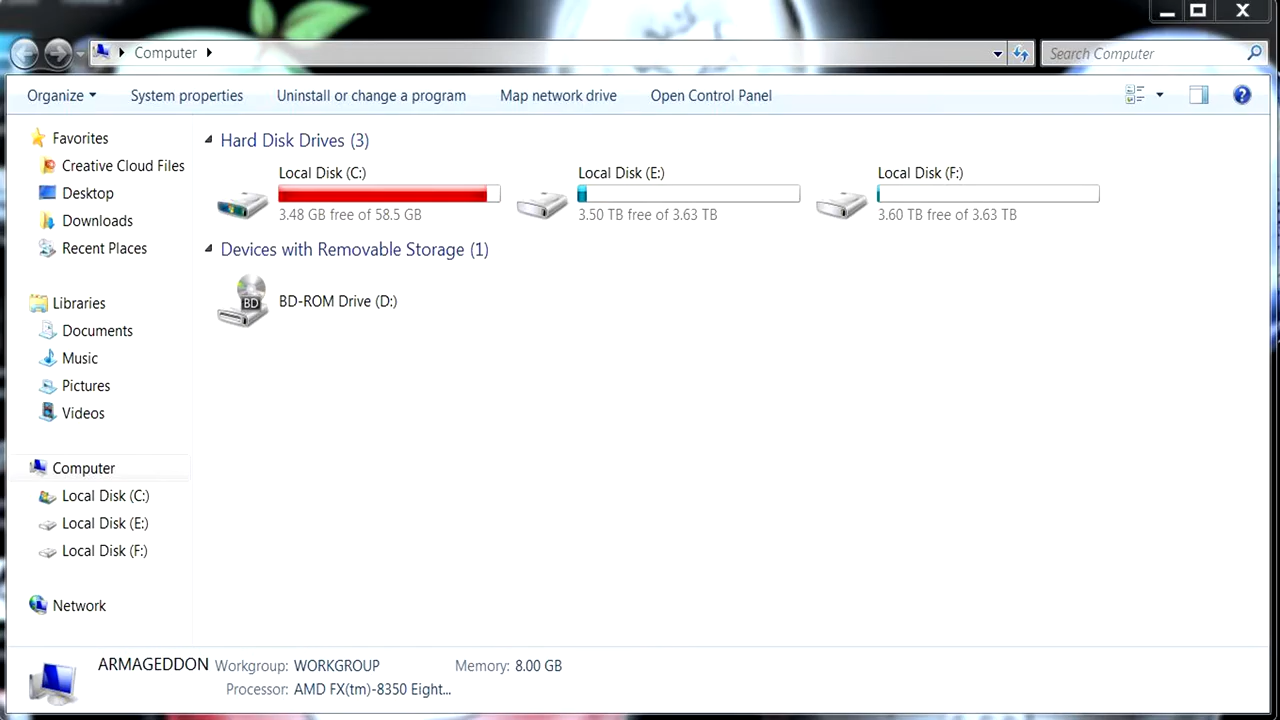 Computer
Search Computer
Organize
System properties
Uninstall or change a program
Map network drive
Open Control Panel
Favorites
Creative Cloud Files
Desktop
Downloads
Recent Places
Libraries
Documents
Music
Pictures
Videos
Computer
Local Disk (C:)
Local Disk (E:)
Local Disk (F:)
Network
Hard Disk Drives (3)
Local Disk (C:)
3.48 GB free of 58.5 GB
Local Disk (E:)
3.50 TB free of 3.63 TB
Local Disk (F:)
3.60 TB free of 3.63 TB
Devices with Removable Storage (1)
BD
BD-ROM Drive (D:)
ARMAGEDDON Workgroup: WORKGROUP Memory: 8.00 GB
Processor: AMD FX(tm)-8350 Eight...